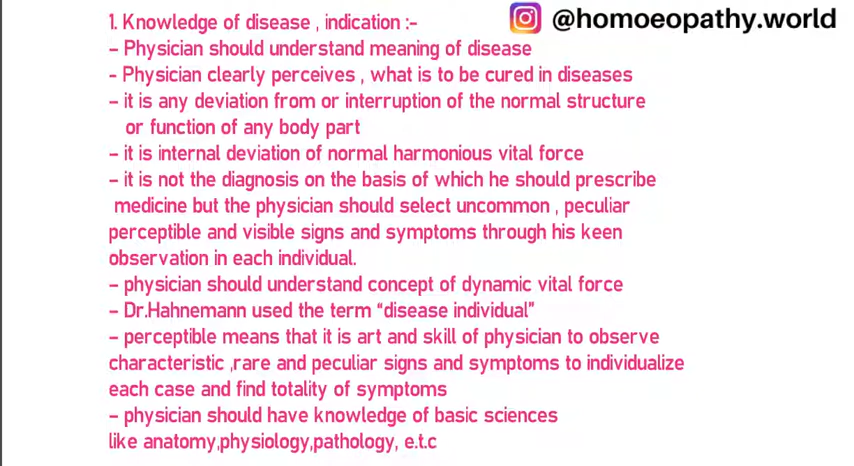 @homoeopathy.world
1. Knowledge of disease , indication :-
– Physician should understand meaning of disease
- Physician clearly perceives , what is to be cured in diseases
– it is any deviation from or interruption of the normal structure
or function of any body part
– it is internal deviation of normal harmonious vital force
– it is not the diagnosis on the basis of which he should prescribe
medicine but the physician should select uncommon , peculiar
perceptible and visible signs and symptoms through his keen
observation in each individual.
– physician should understand concept of dynamic vital force
– Dr.Hahnemann used the term “disease individual”
– perceptible means that it is art and skill of physician to observe
characteristic ,rare and peculiar signs and symptoms to individualize
each case and find totality of symptoms
– physician should have knowledge of basic sciences
like anatomy,physiology,pathology, e.t.c